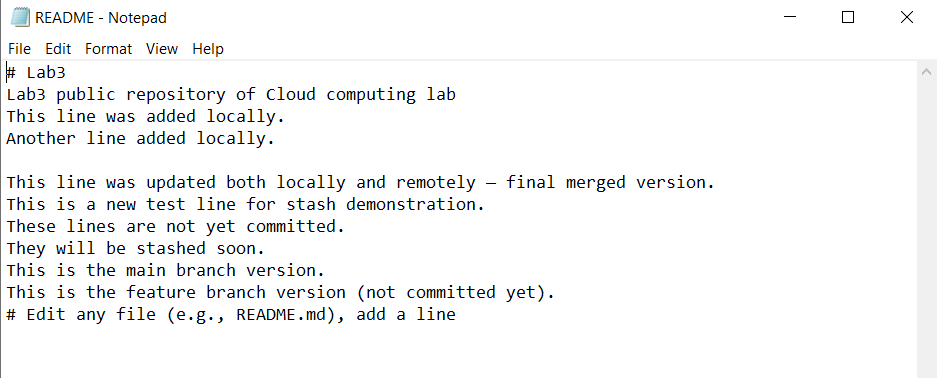 README - Notepad
File Edit Format View Help
# Lab3
Lab3 public repository of Cloud computing lab
This line was added locally.
Another line added locally.
This line was updated both locally and remotely – final merged version.
This is a new test line for stash demonstration.
These lines are not yet committed.
They will be stashed soon.
This is the main branch version.
This is the feature branch version (not committed yet).
# Edit any file (e.g., README.md), add a line